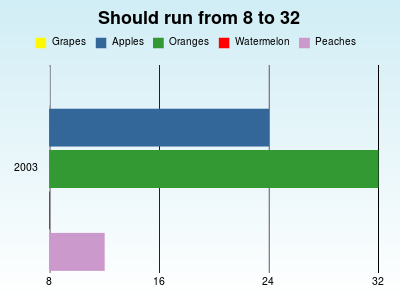 Should run from 8 to 32
Grapes Apples Oranges Watermelon Peaches
2003
8 16 24 32